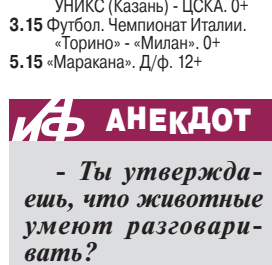 УНИКС (Казань) - ЦСКА. 0+
3.15 Футбол. Чемпионат Италии.
«Торино» - «Милан». 0+
5.15 «Маракана». Д/ф. 12+
ИФ АНЕКДОТ
- Ты утвержда-
ешь, что животные
умеют разговари-
вать?